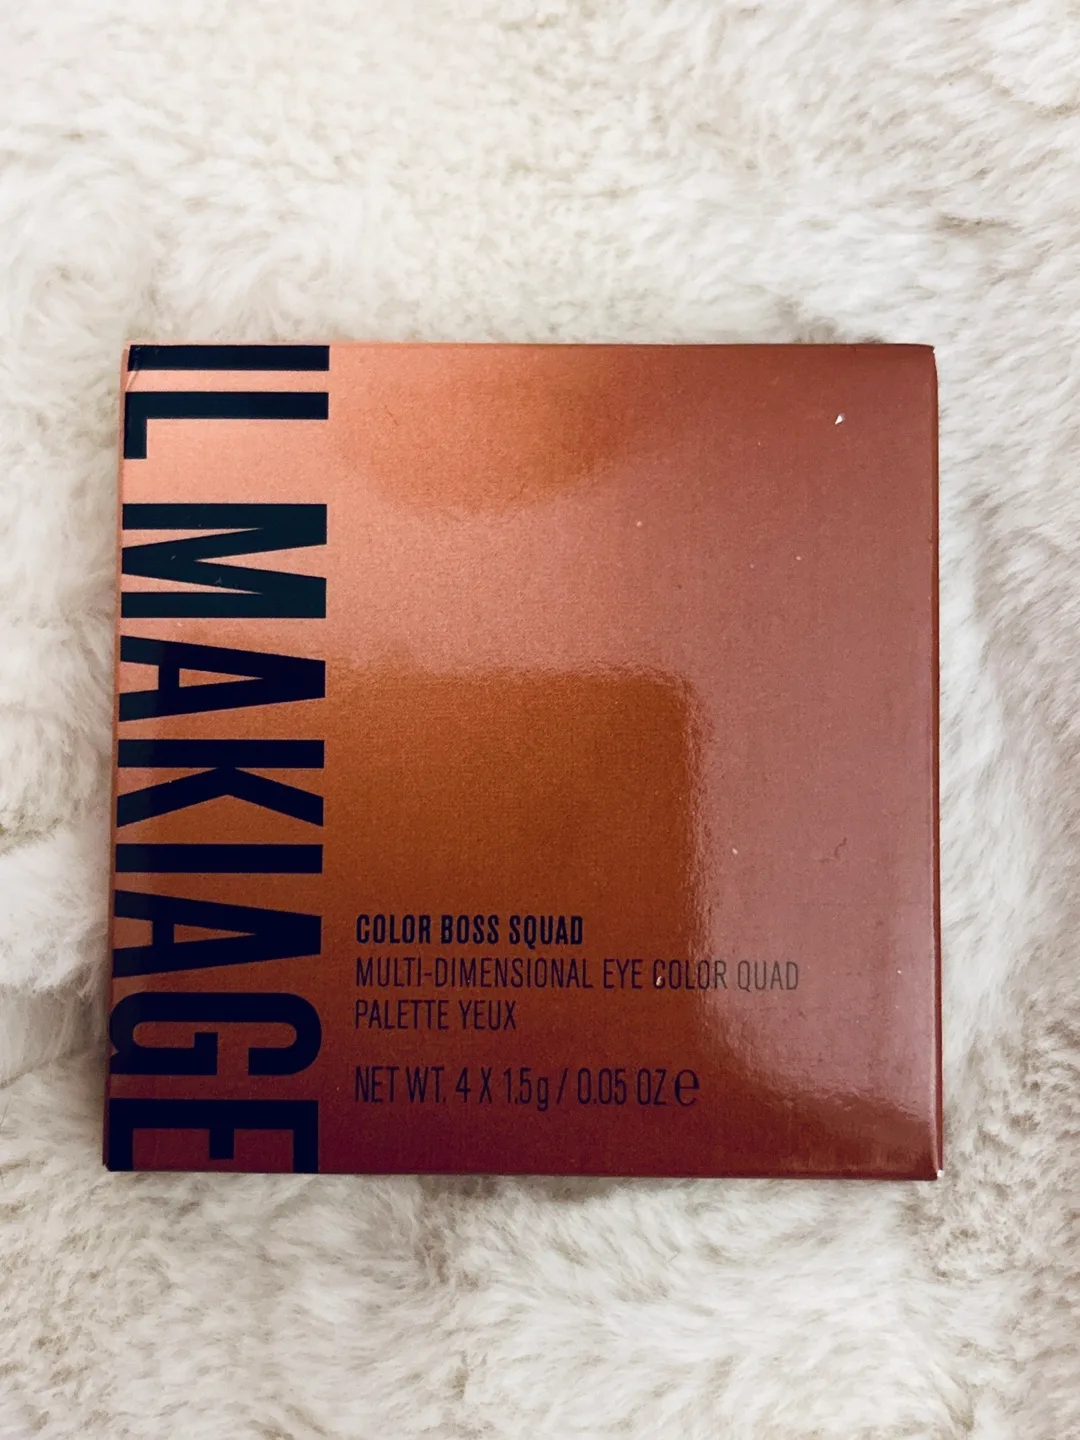 IL MAKIAGE
COLOR BOSS SQUAD
MULTI-DIMENSIONAL EYE COLOR QUAD
PALETTE YEUX
NET WT. 4 X 1.5g / 0.05 OZ ℮